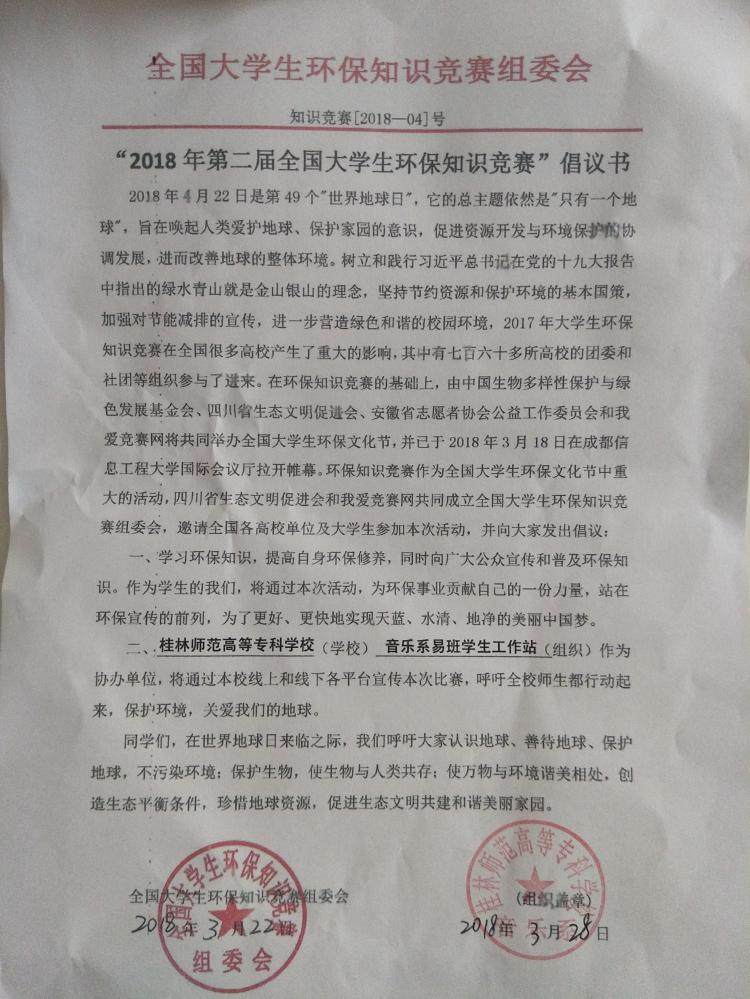 全国大学生环保知识竞赛组委会
知识竞赛[2018—04]号
“2018 年第二届全国大学生环保知识竞赛”倡议书
2018 年 4 月 22 日是第 49 个"世界地球日"，它的总主题依然是"只有一个地
球"，旨在唤起人类爱护地球、保护家园的意识，促进资源开发与环境保护的协
调发展，进而改善地球的整体环境。树立和践行习近平总书记在党的十九大报告
中指出的绿水青山就是金山银山的理念，坚持节约资源和保护环境的基本国策，
加强对节能减排的宣传，进一步营造绿色和谐的校园环境，2017 年大学生环保
知识竞赛在全国很多高校产生了重大的影响，其中有七百六十多所高校的团委和
社团等组织参与了进来。在环保知识竞赛的基础上，由中国生物多样性保护与绿
色发展基金会、四川省生态文明促进会、安徽省志愿者协会公益工作委员会和我
爱竞赛网将共同举办全国大学生环保文化节，并已于 2018 年 3 月 18 日在成都信
息工程大学国际会议厅拉开帷幕。环保知识竞赛作为全国大学生环保文化节中重
大的活动，四川省生态文明促进会和我爱竞赛网共同成立全国大学生环保知识竞
赛组委会，邀请全国各高校单位及大学生参加本次活动，并向大家发出倡议：
一、学习环保知识，提高自身环保修养，同时向广大公众宣传和普及环保知
识。作为学生的我们，将通过本次活动，为环保事业贡献自己的一份力量，站在
环保宣传的前列，为了更好、更快地实现天蓝、水清、地净的美丽中国梦。
二、桂林师范高等专科学校（学校）音乐系易班学生工作站（组织）作为
协办单位，将通过本校线上和线下各平台宣传本次比赛，呼吁全校师生都行动起
来，保护环境，关爱我们的地球。
同学们，在世界地球日来临之际，我们呼吁大家认识地球、善待地球、保护
地球，不污染环境；保护生物，使生物与人类共存；使万物与环境谐美相处，创
造生态平衡条件，珍惜地球资源，促进生态文明共建和谐美丽家园。
全国大学生环保知识竞赛组委会
（组织盖章）
2018 年 3 月 22 日
2018 年 3 月 28 日
全国大学生环保知识竞赛
组委会
桂林师范高等专科学校